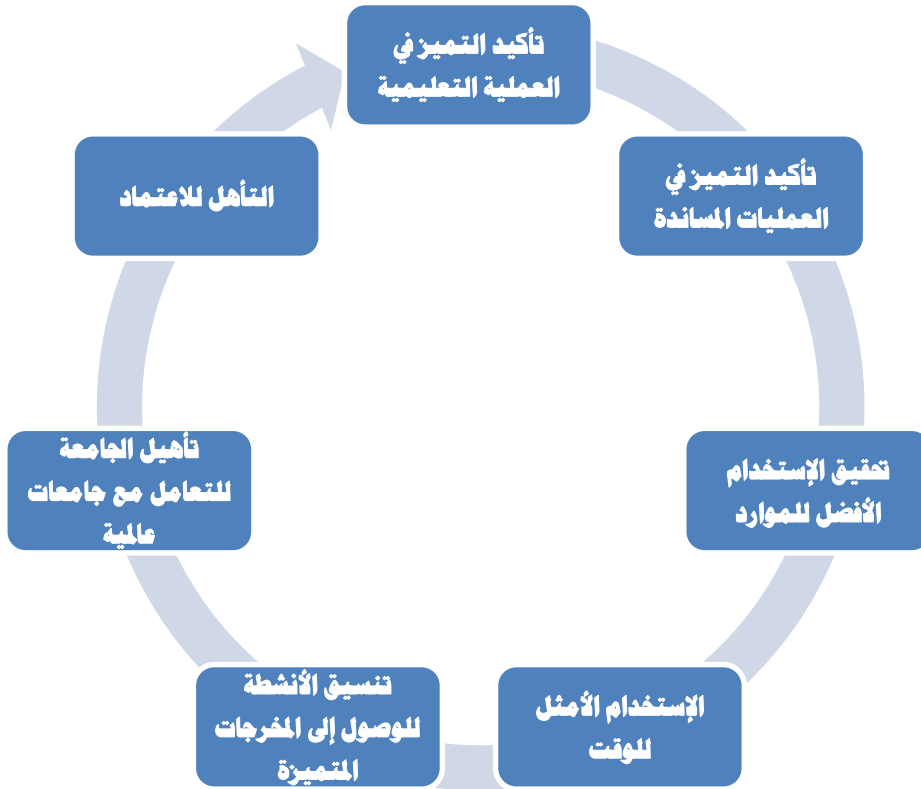 تأكيد التميز في
العملية التعليمية
تأكيد التميز في
العمليات المساندة
تحقيق الإستخدام
الأفضل للموارد
الإستخدام الأمثل
للوقت
تنسيق الأنشطة
للوصول إلى المخرجات
المتميزة
تأهيل الجامعة
للتعامل مع جامعات
عالمية
التأهل للاعتماد